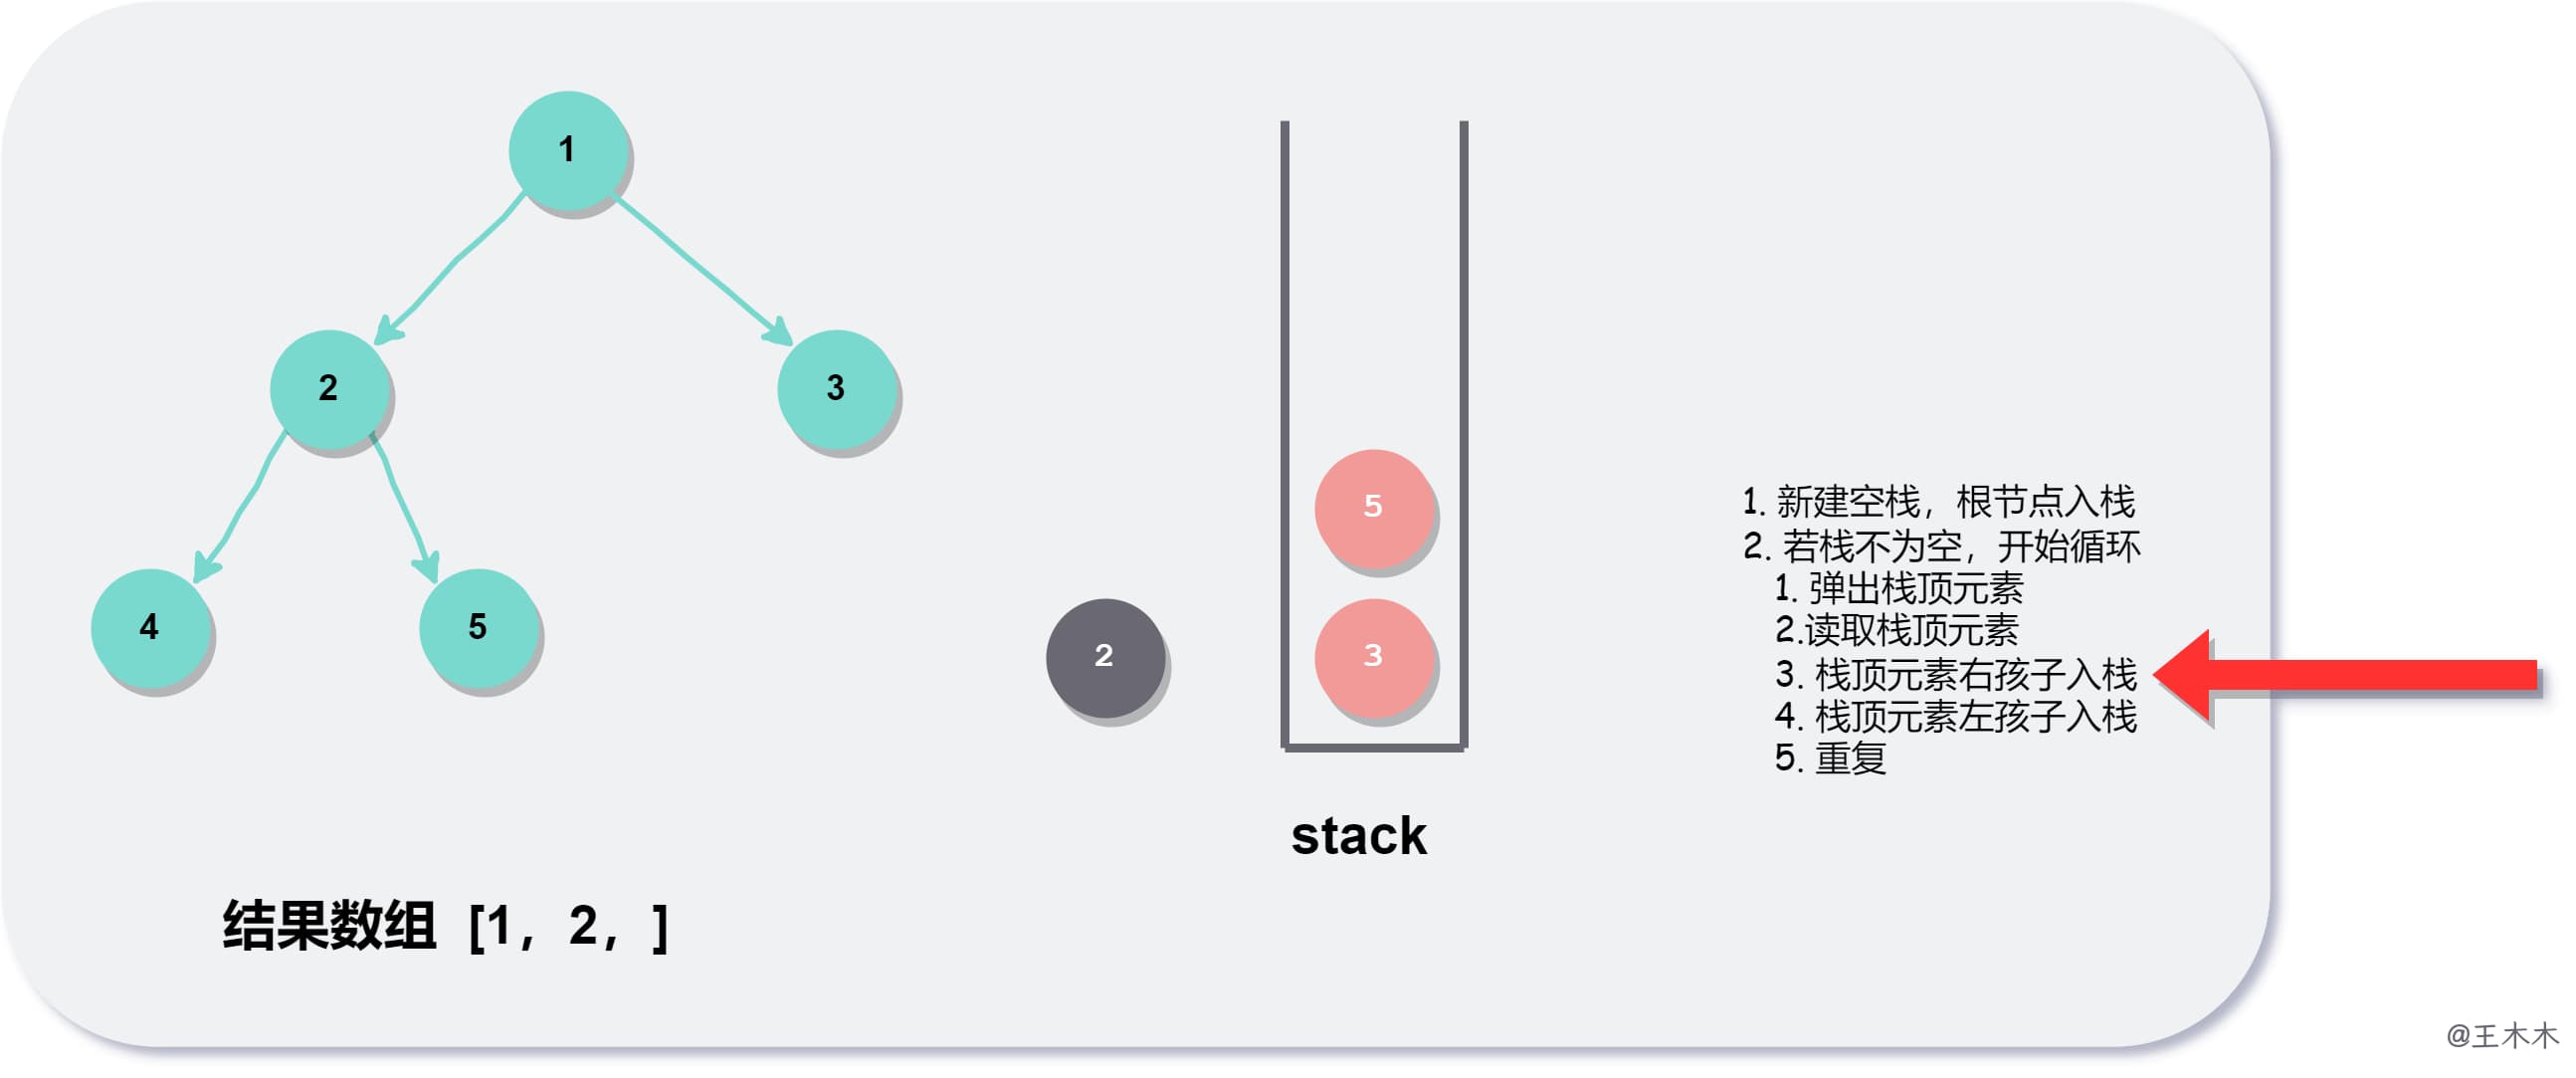 1
2
3
4
5
5
2
3
stack
结果数组 [1，2， ]
1. 新建空栈，根节点入栈
2. 若栈不为空，开始循环
1. 弹出栈顶元素
2.读取栈顶元素
3. 栈顶元素右孩子入栈
4. 栈顶元素左孩子入栈
5. 重复
@王木木